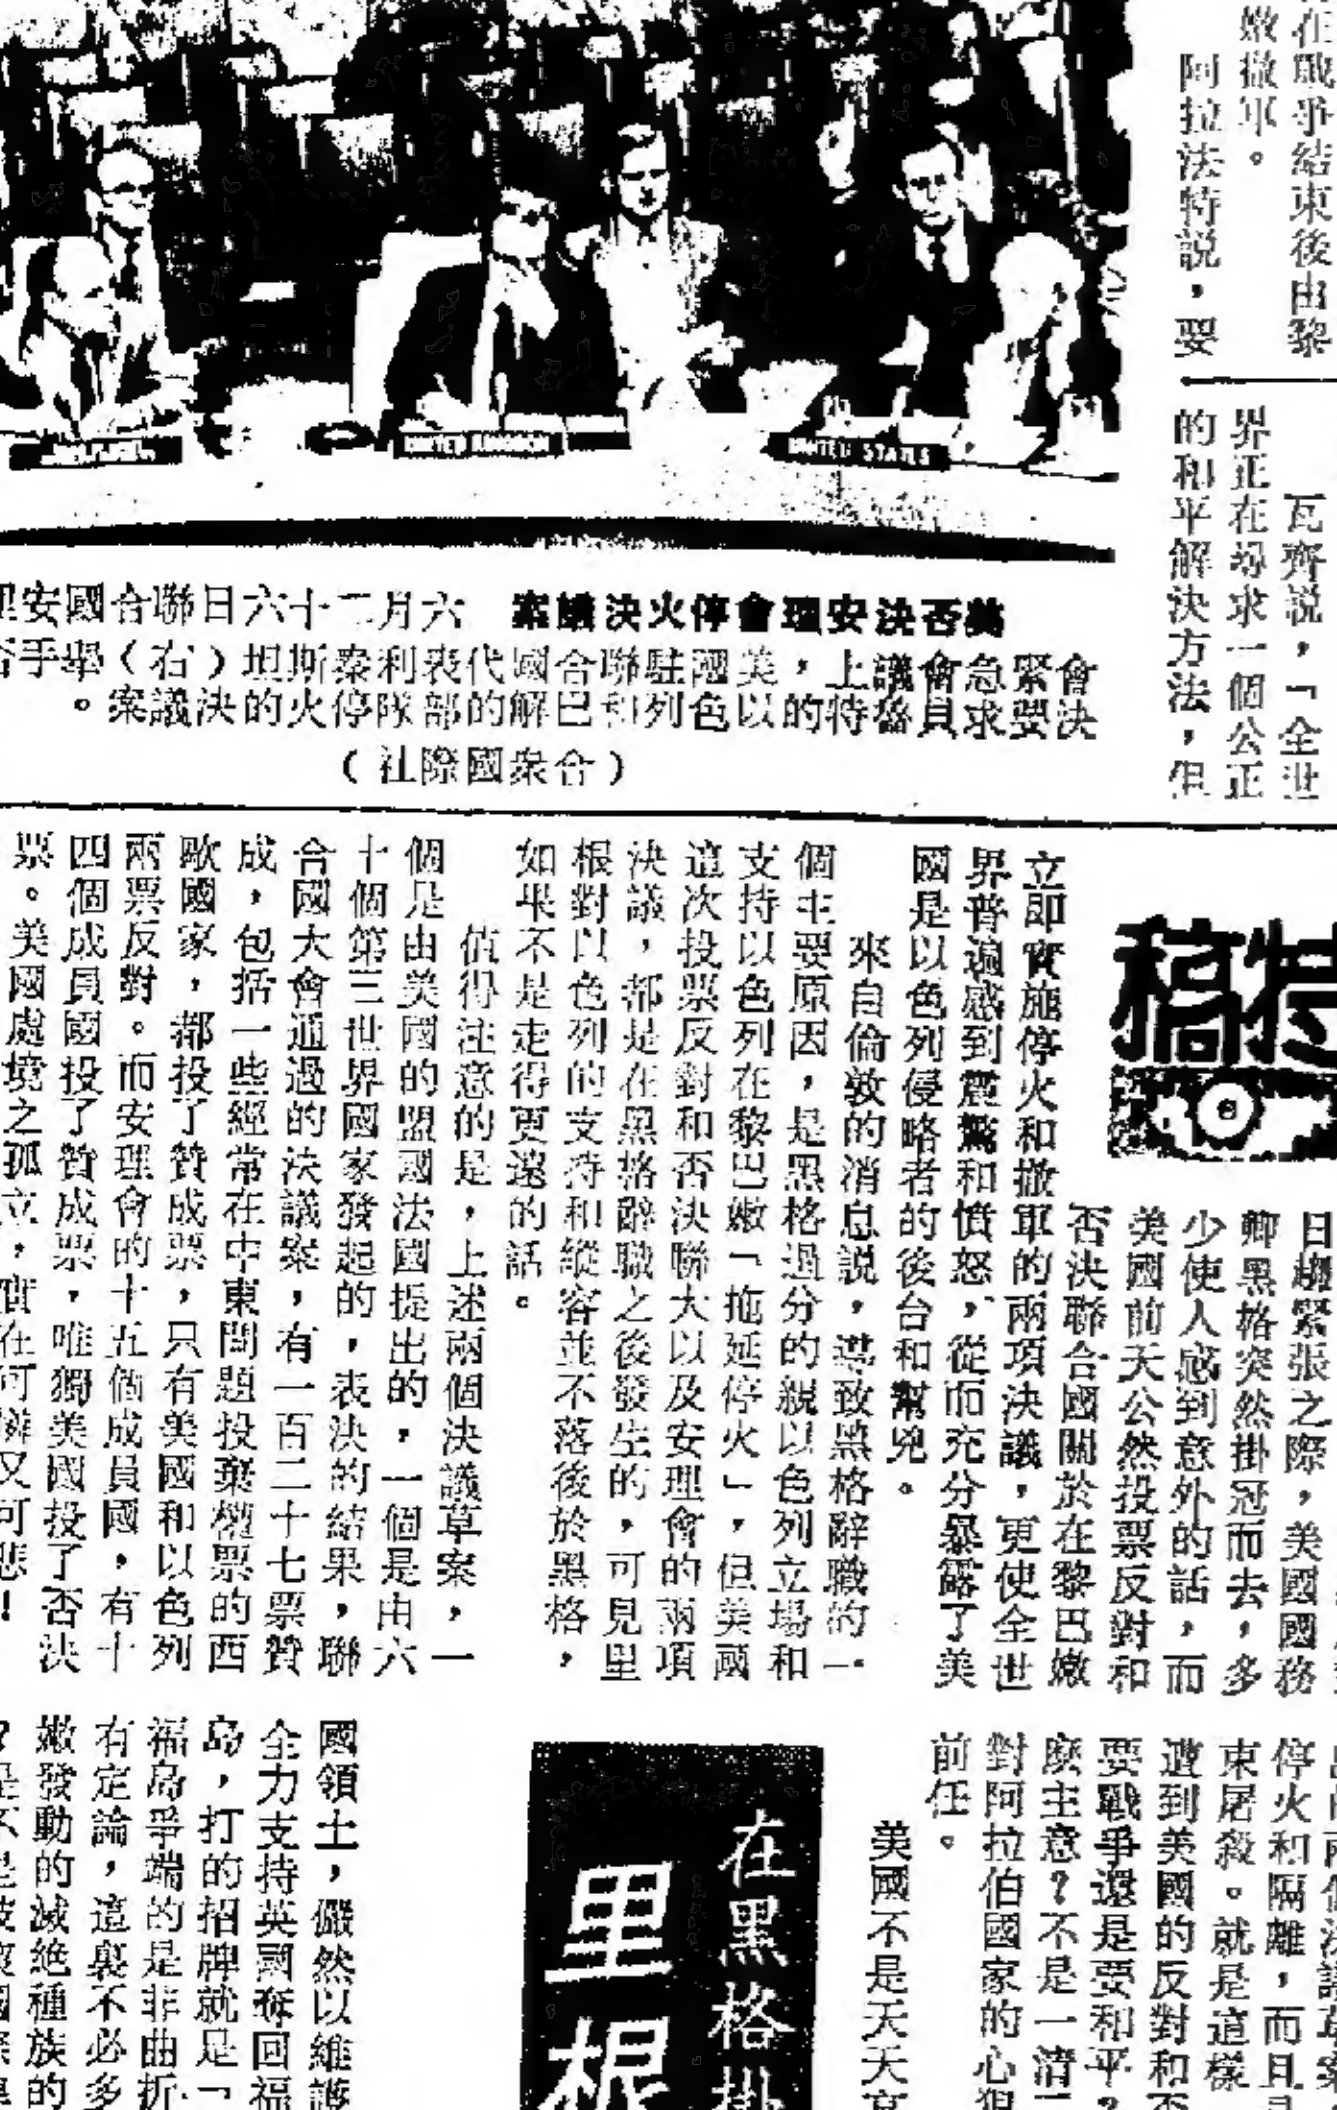 在戰爭結束後由黎
嫩撤軍。
阿拉法特説，要
瓦齊説，「全世
界正在尋求一個公正
的和平解決方法，但
UNITED KINGDOM
UNITED STATES
美否決安理會停火決議案 六月二十六日聯合國安理
會緊急會議上，美國駐聯合國代表利泰斯坦（右）舉手否
決要求員魯特的以色列和巴解的部隊停火的決議案。
（合衆國際社）
特稿
日趨緊張之際，美國國務
卿黑格突然掛冠而去，多
少使人感到意外的話，而
美國前天公然投票反對和
否決聯合國關於在黎巴嫩
立即實施停火和撤軍的兩項決議，更使全世
界普遍感到震驚和憤怒，從而充分暴露了美
國是以色列侵略者的後台和幫兇。
來自倫敦的消息説，導致黑格辭職的一
個主要原因，是黑格過分的親以色列立場和
支持以色列在黎巴嫩「拖延停火」，但美國
這次投票反對和否決聯大以及安理會的兩項
決議，都是在黑格辭職之後發生的，可見里
根對以色列的支持和縱容並不落後於黑格，
如果不是走得更遠的話。
值得注意的是，上述兩個決議草案，一
個是由美國的盟國法國提出的，一個是由六
十個第三世界國家發起的，表決的結果，聯
合國大會通過的決議案，有一百二十七票贊
成，包括一些經常在中東問題投棄權票的西
歐國家，都投了贊成票，只有美國和以色列
兩票反對。而安理會的十五個成員國，有十
四個成員國投了贊成票，唯獨美國投了否決
票。美國處境之孤立，實在可憐又可悲！
停火和隔離，而且
東屠殺。就是這樣
遭到美國的反對和否
要戰爭還是要和平？
麽主意？不是一清二
對阿拉伯國家的心狠
前任。
美國不是天天
在黑格掛
里根
國領土，儼然以維護
全力支持英國奪回福
島，打的招牌就是「
福島爭端的是非曲折，
有定論，這裏不必多
嫩發動的滅絶種族的
？是不是破壞國際